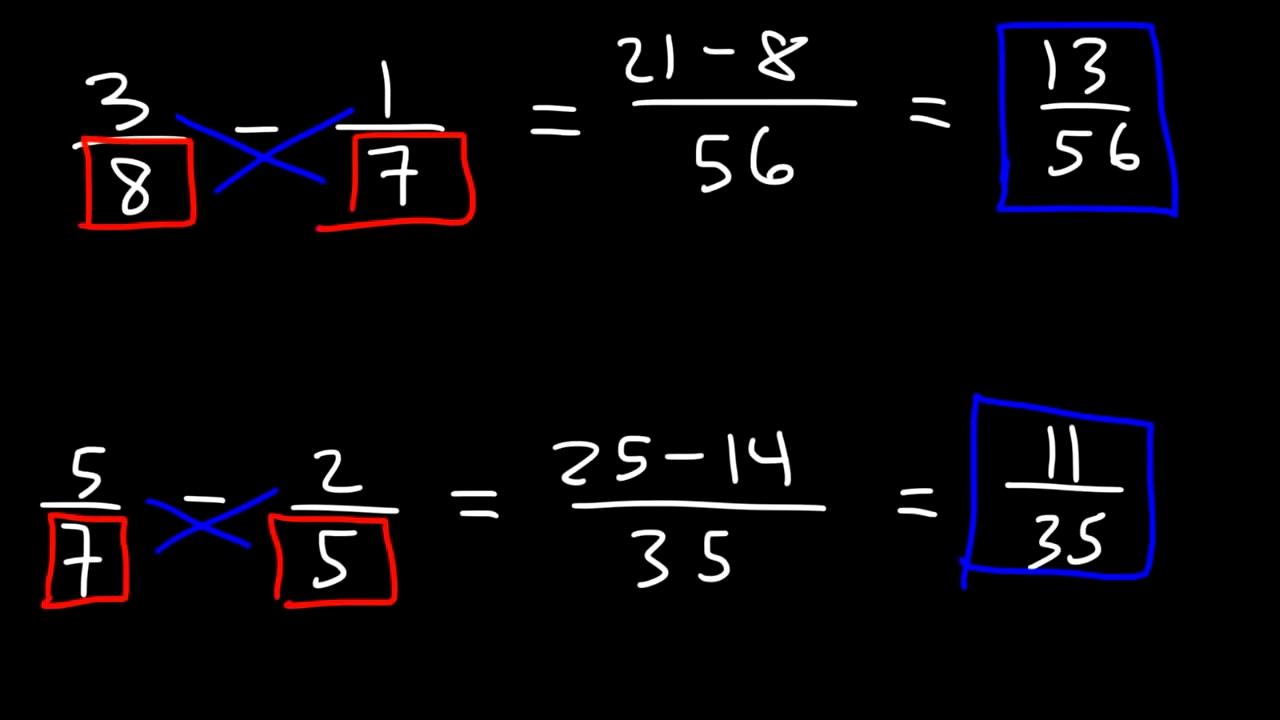 3/8 - 1/7 = (21 - 8)/56 = 13/56
5/7 - 2/5 = (25 - 14)/35 = 11/35